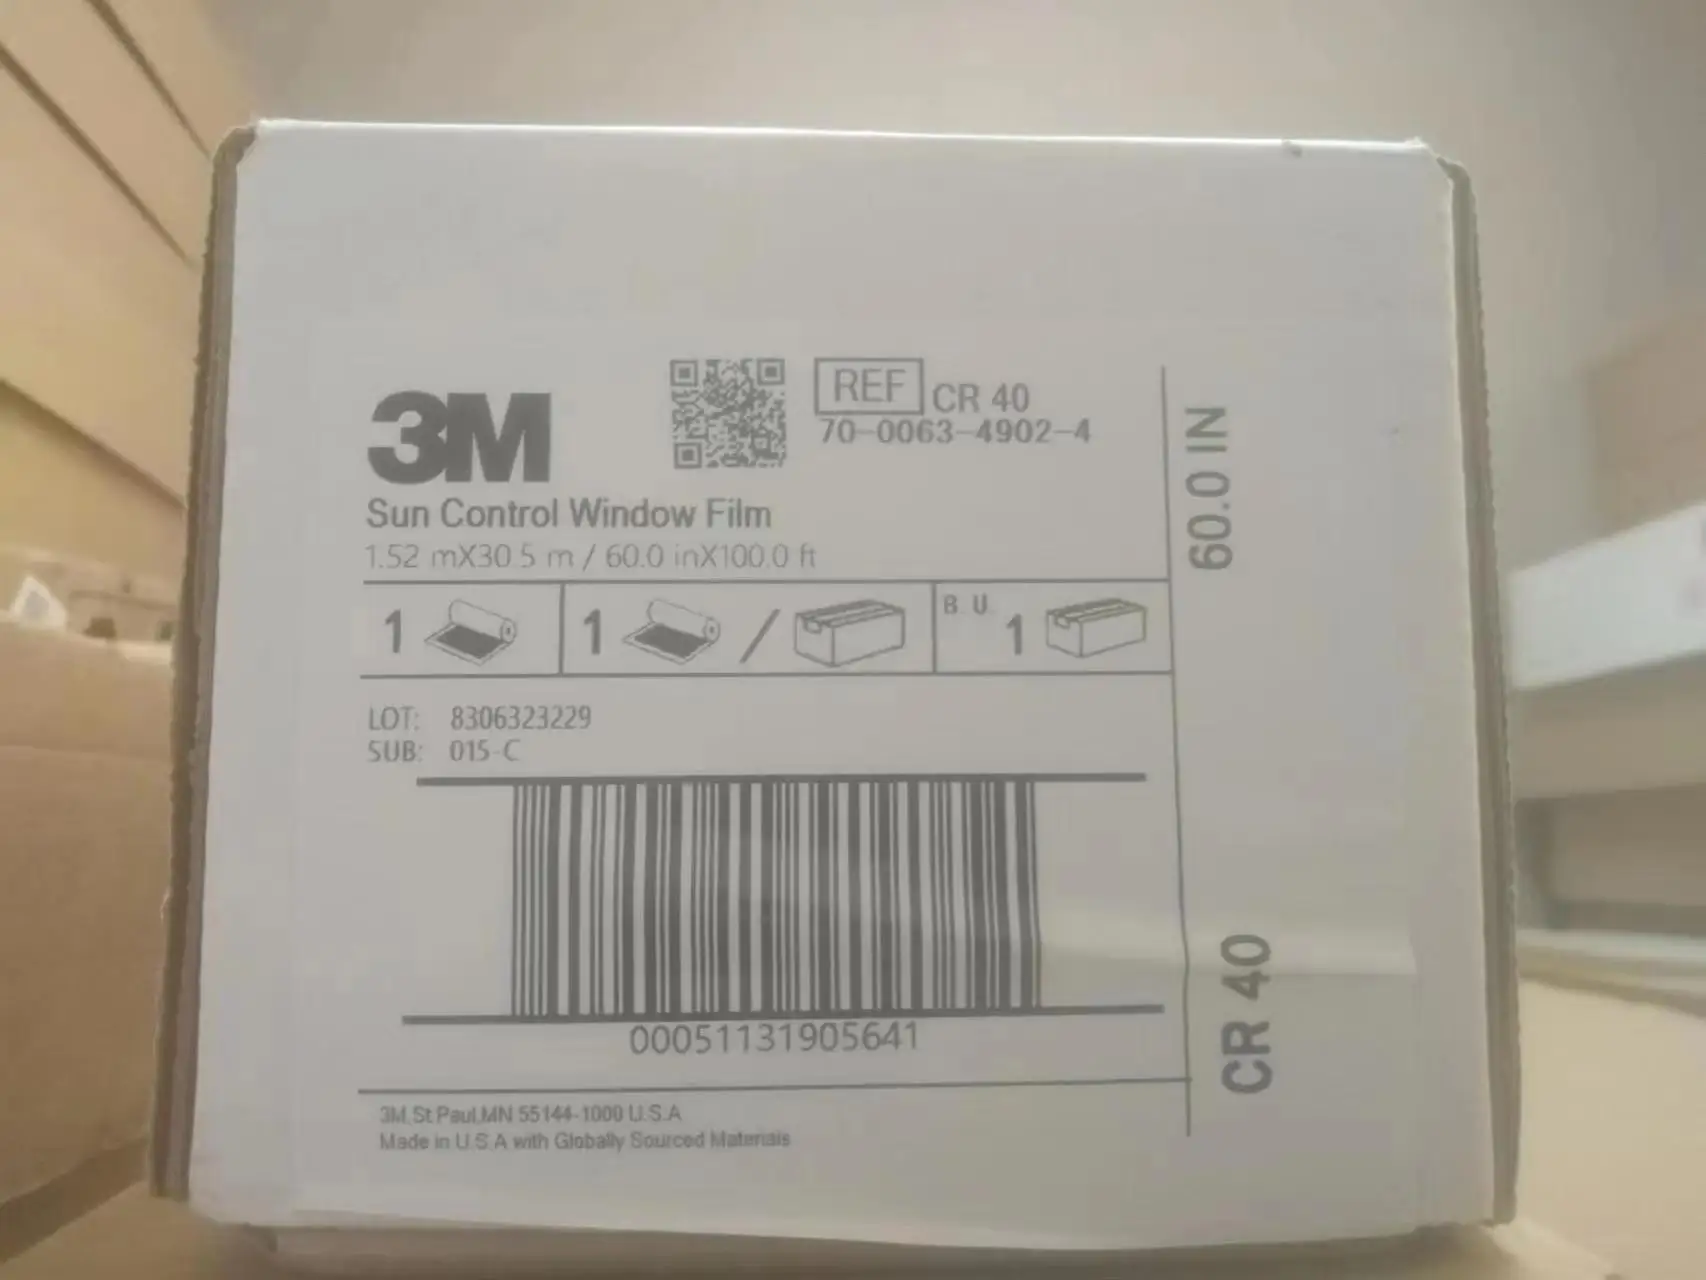 3M
REF CR 40
70-0063-4902-4
Sun Control Window Film
1.52 mX30.5 m / 60.0 inX100.0 ft
1 1 / B.U. 1
LOT: 8306323229
SUB: 015-C
00051131905641
3M, St.Paul,MN 55144-1000 U.S.A
Made in U.S.A with Globally Sourced Materials
60.0 IN
CR 40